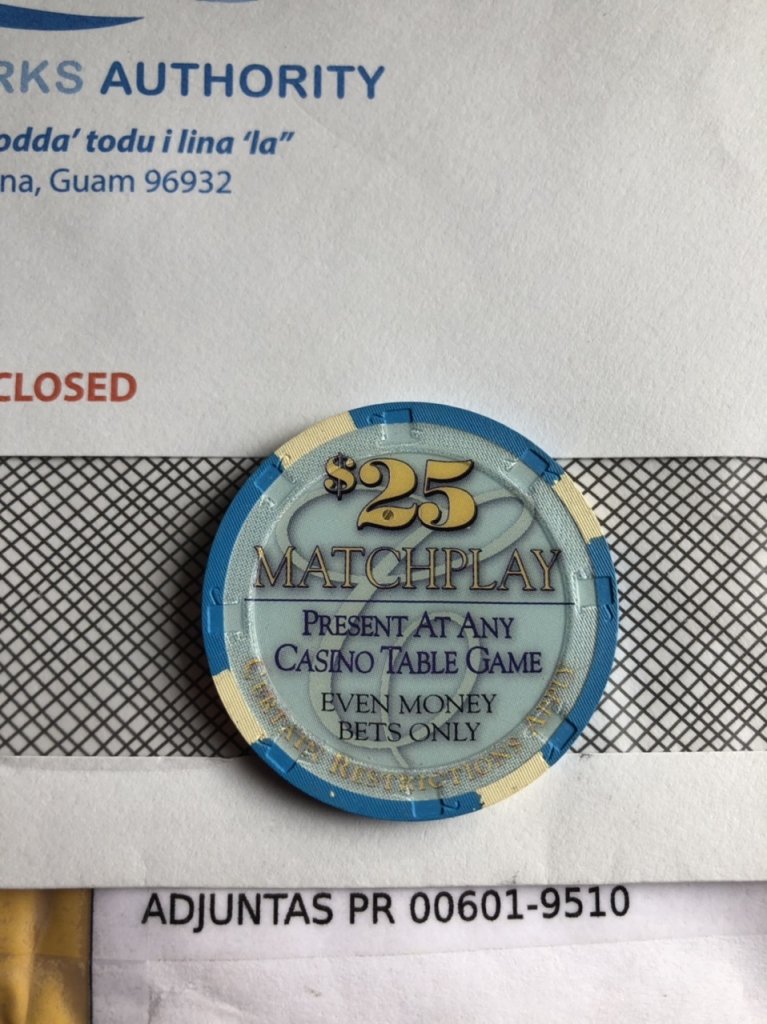 RKS AUTHORITY
odda' todu i lina 'la"
na, Guam 96932
CLOSED
$25
MATCHPLAY
PRESENT AT ANY
CASINO TABLE GAME
EVEN MONEY
BETS ONLY
CERTAIN RESTRICTIONS APPLY
ADJUNTAS PR 00601-9510